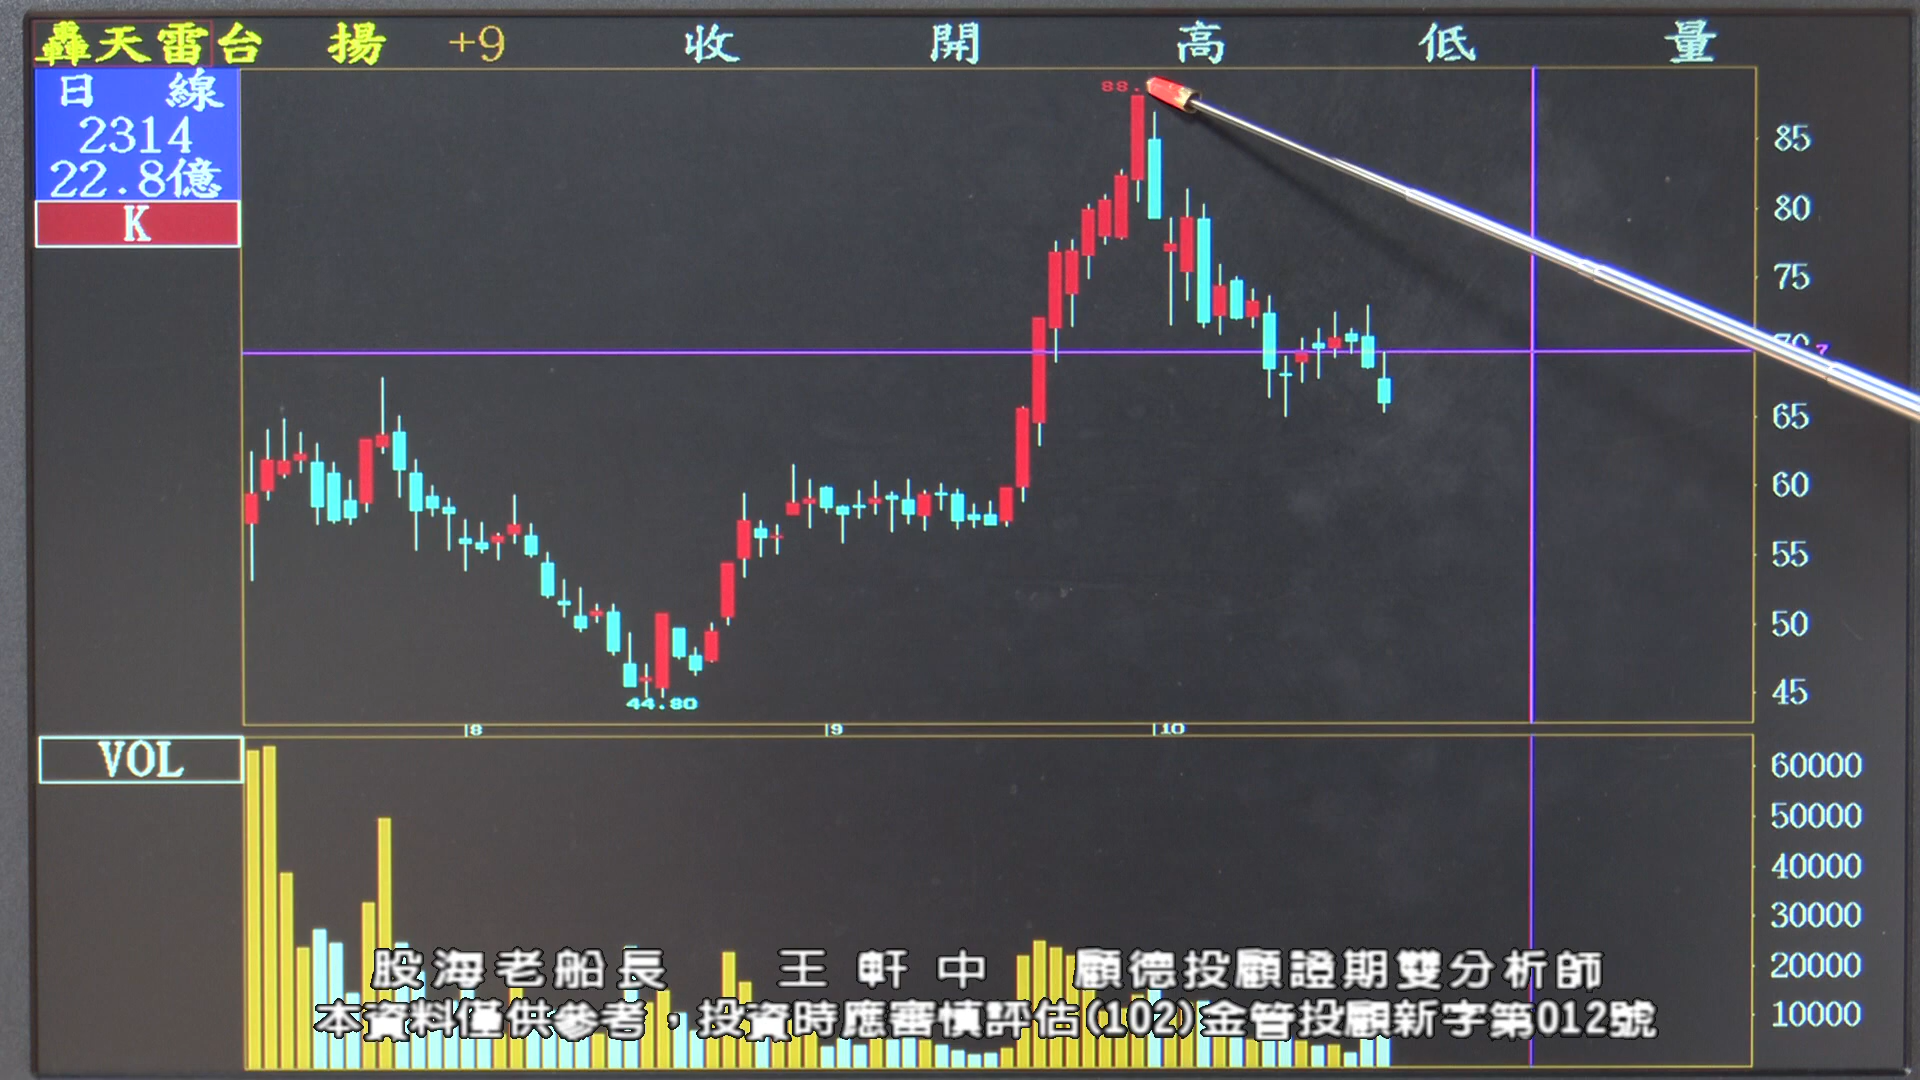 轟天雷台 揚 +9 收 開 高 低 量
日 線
2314
22.8億
K
88.
85
80
75
7
65
60
55
50
45
44.80
8 9 10
VOL
60000
50000
40000
30000
20000
10000
股海老船長 王軒中 顧德投顧證期雙分析師
本資料僅供參考，投資時應審慎評估(102)金管投顧新字第012號